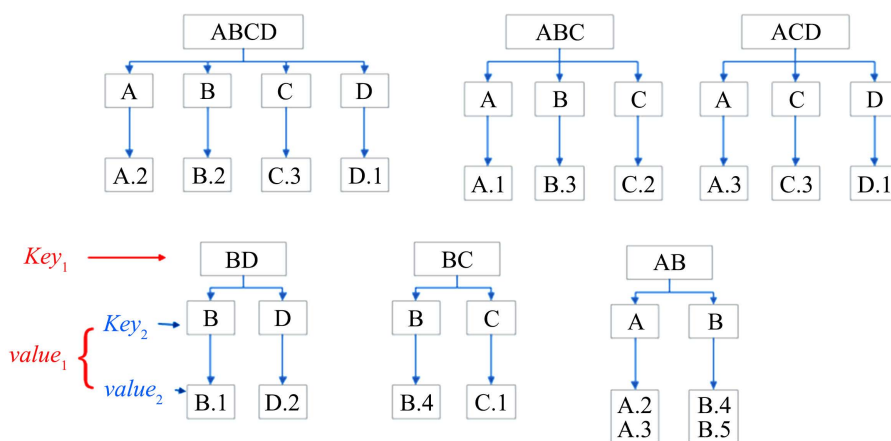 ABCD
ABC
ACD
A B C D
A B C
A C D
A.2 B.2 C.3 D.1
A.1 B.3 C.2
A.3 C.3 D.1
Key1
BD
BC
AB
Key2
B D
B C
A B
value1
value2
B.1 D.2
B.4 C.1
A.2 B.4
A.3 B.5